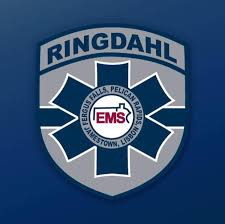 RINGDAHL
FERGUS FALLS, PELICAN RAPIDS,
EMS
JAMESTOWN, LISBON